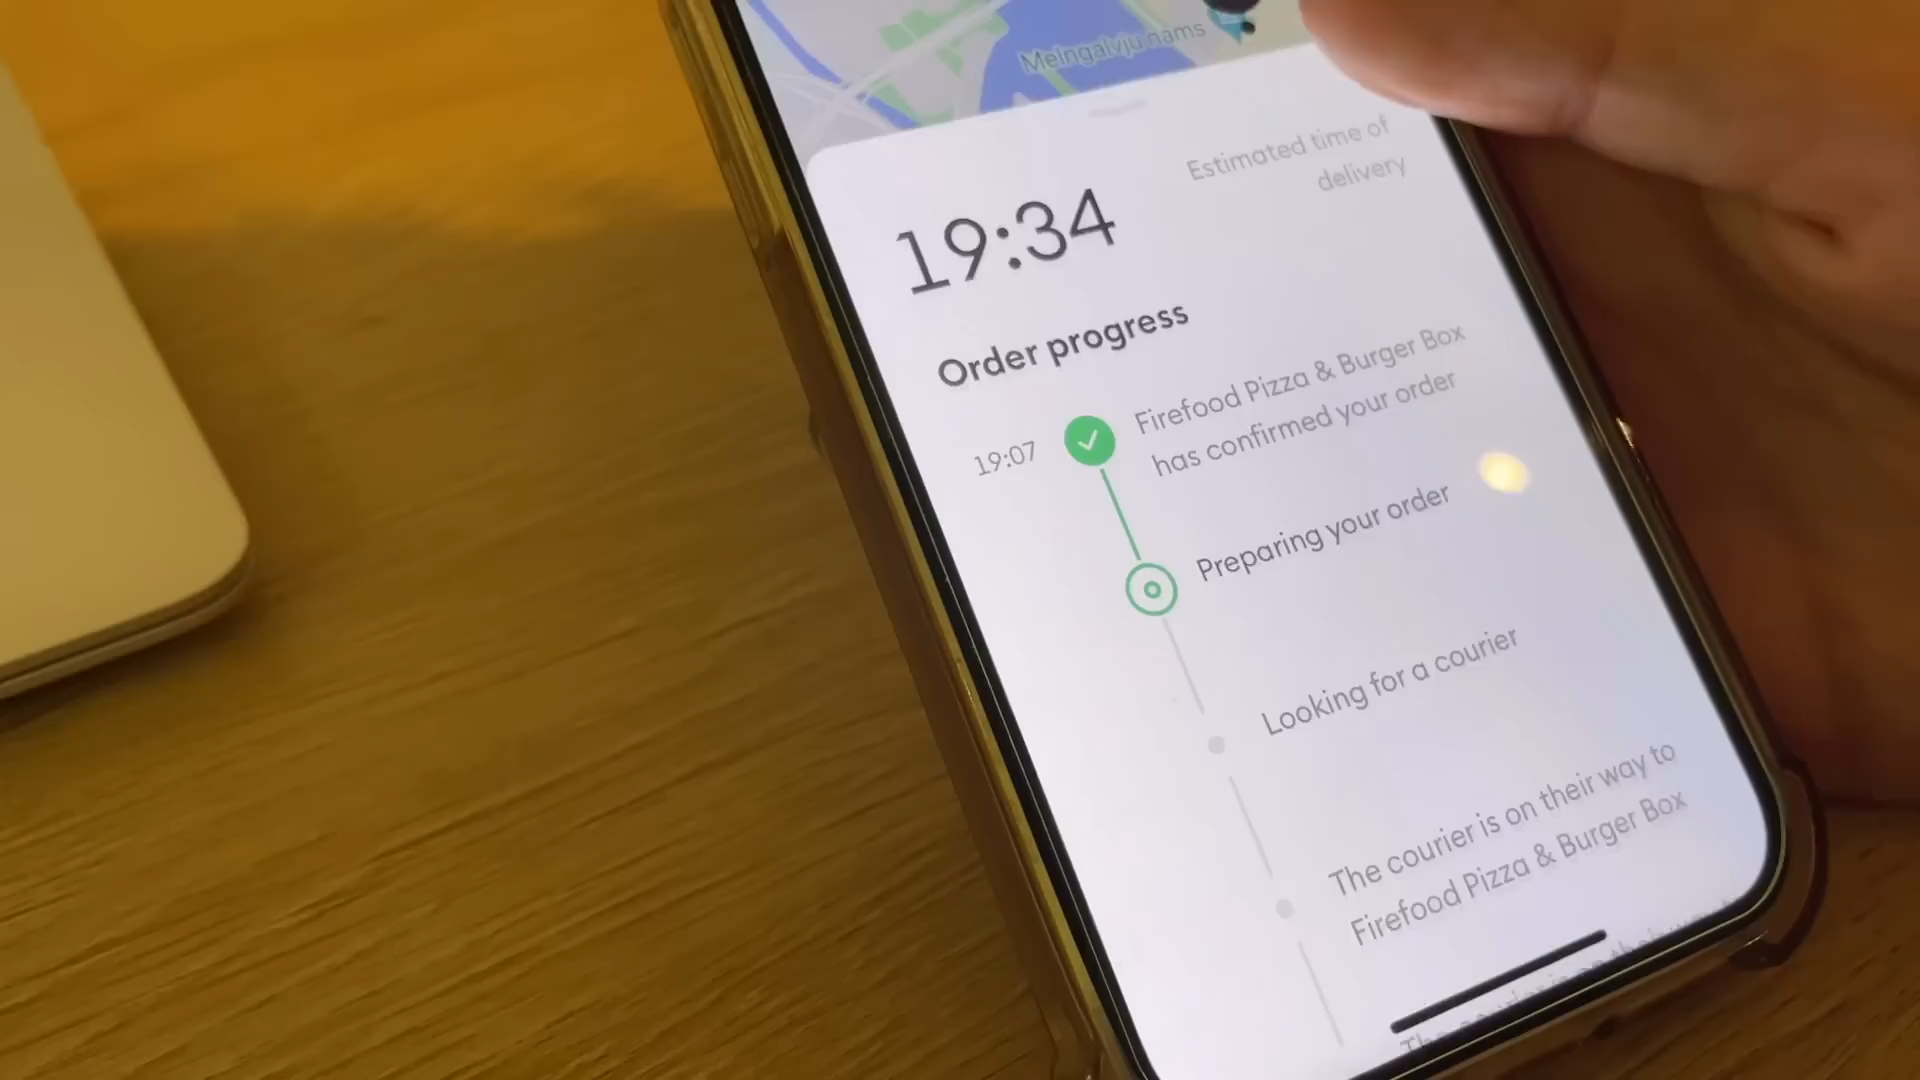 Melngalvju nams
Estimated time of
delivery
19:34
Order progress
19:07
Firefood Pizza & Burger Box
has confirmed your order
Preparing your order
Looking for a courier
The courier is on their way to
Firefood Pizza & Burger Box